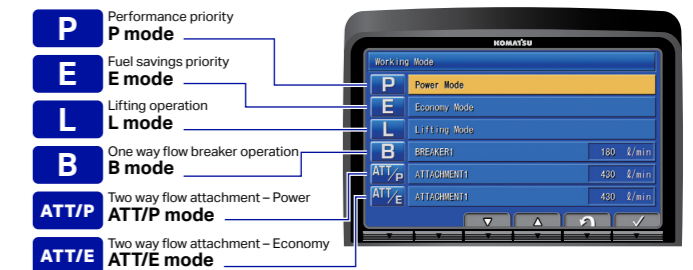 P
Performance priority
P mode
E
Fuel savings priority
E mode
L
Lifting operation
L mode
B
One way flow breaker operation
B mode
ATT/P
Two way flow attachment – Power
ATT/P mode
ATT/E
Two way flow attachment – Economy
ATT/E mode
KOMATSU
Working Mode
P Power Mode
E Economy Mode
L Lifting Mode
B BREAKER1 180 ℓ/min
ATT/P ATTACHMENT1 430 ℓ/min
ATT/E ATTACHMENT1 430 ℓ/min